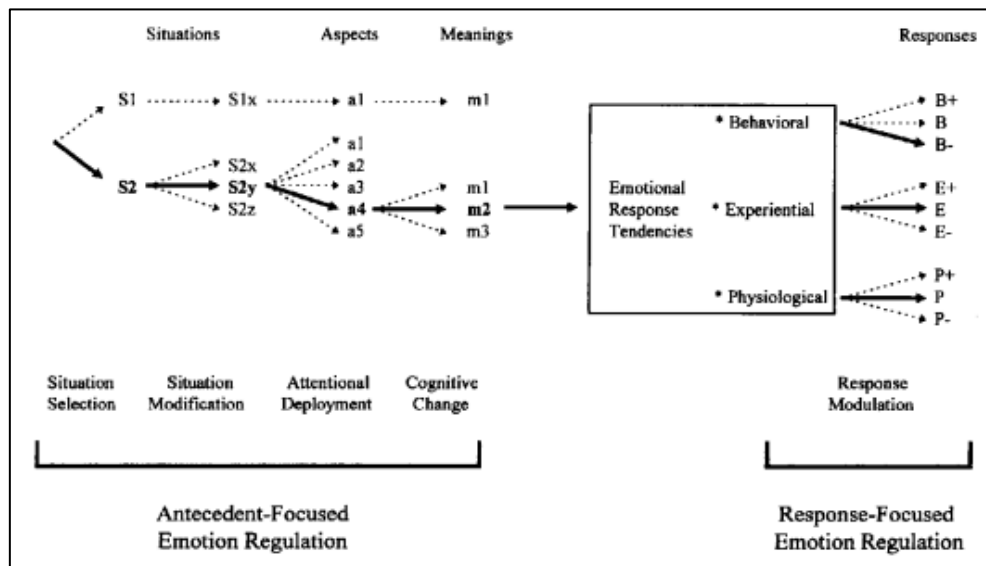 Situations Aspects Meanings Responses
S1 S1x a1 m1
B+
* Behavioral B
B-
a1
S2x a2
S2 S2y a3 m1
a4 m2
S2z a5 m3
Emotional
Response
Tendencies
* Experiential
E+
E
E-
P+
* Physiological P
P-
Situation Situation Attentional Cognitive Response
Selection Modification Deployment Change Modulation
Antecedent-Focused Response-Focused
Emotion Regulation Emotion Regulation